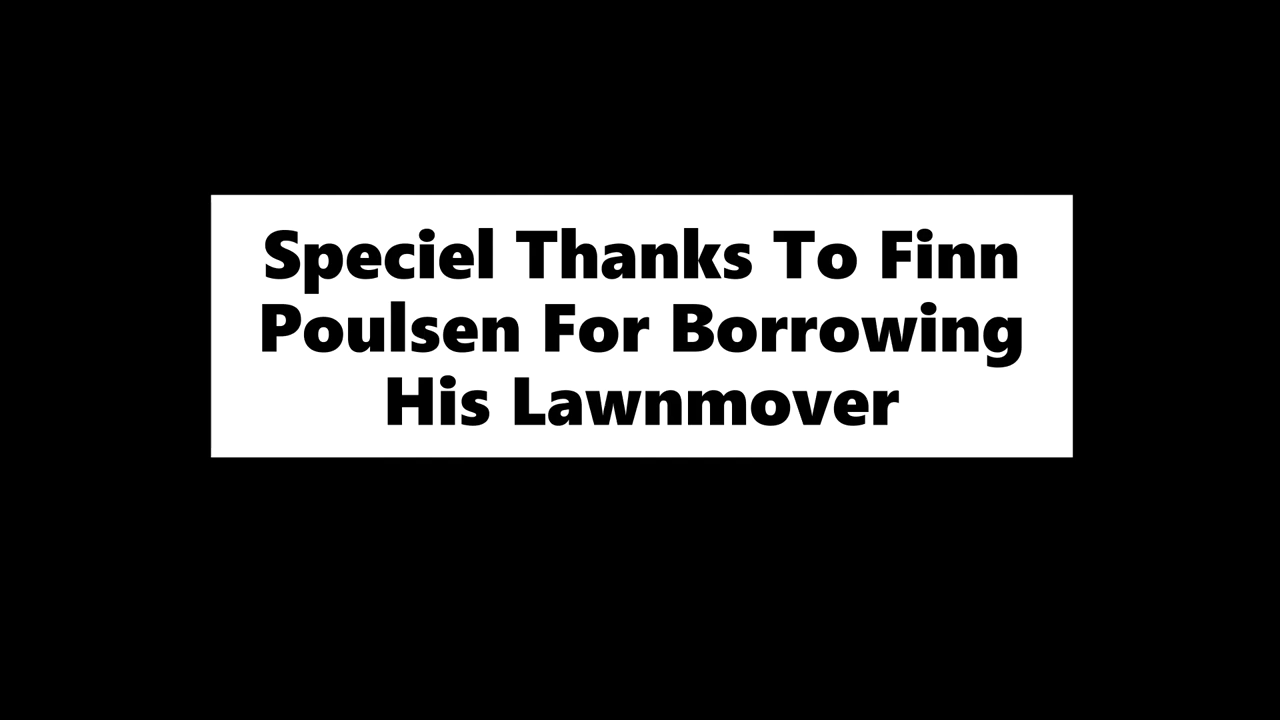 Speciel Thanks To Finn
Poulsen For Borrowing
His Lawnmover